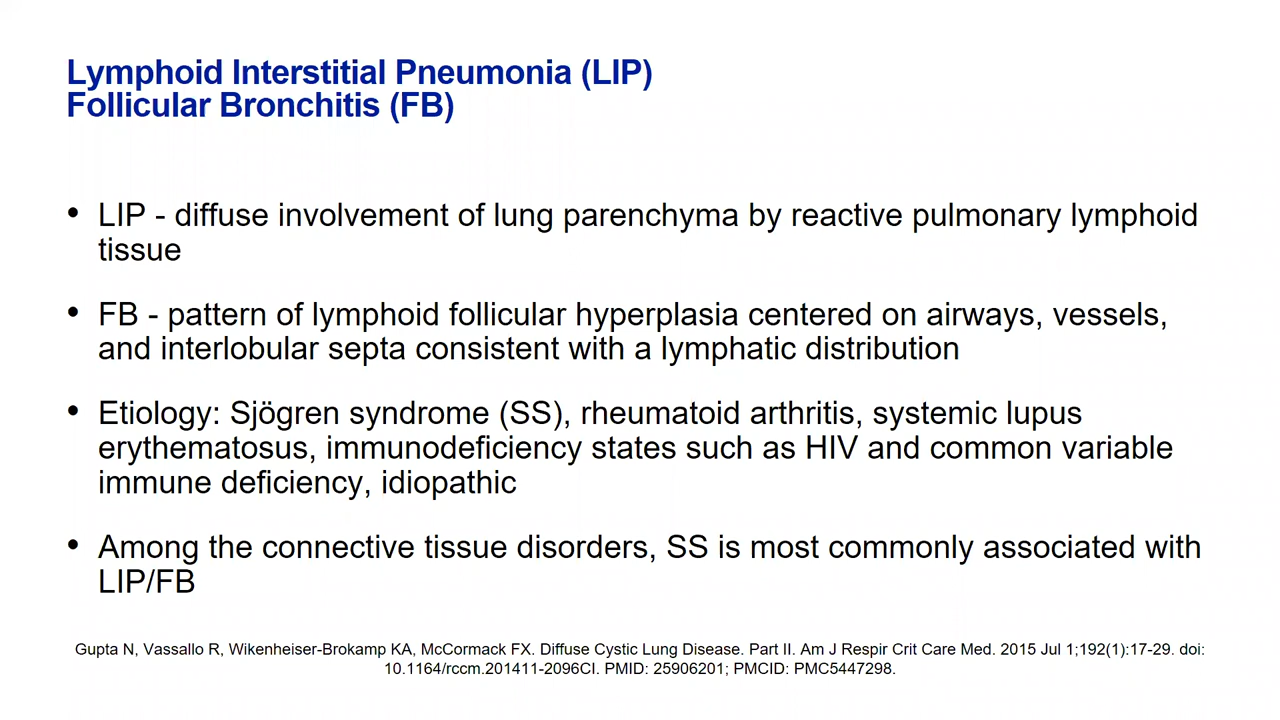 Lymphoid Interstitial Pneumonia (LIP)
Follicular Bronchitis (FB)
• LIP - diffuse involvement of lung parenchyma by reactive pulmonary lymphoid
tissue
• FB - pattern of lymphoid follicular hyperplasia centered on airways, vessels,
and interlobular septa consistent with a lymphatic distribution
• Etiology: Sjögren syndrome (SS), rheumatoid arthritis, systemic lupus
erythematosus, immunodeficiency states such as HIV and common variable
immune deficiency, idiopathic
• Among the connective tissue disorders, SS is most commonly associated with
LIP/FB
Gupta N, Vassallo R, Wikenheiser-Brokamp KA, McCormack FX. Diffuse Cystic Lung Disease. Part II. Am J Respir Crit Care Med. 2015 Jul 1;192(1):17-29. doi:
10.1164/rccm.201411-2096CI. PMID: 25906201; PMCID: PMC5447298.